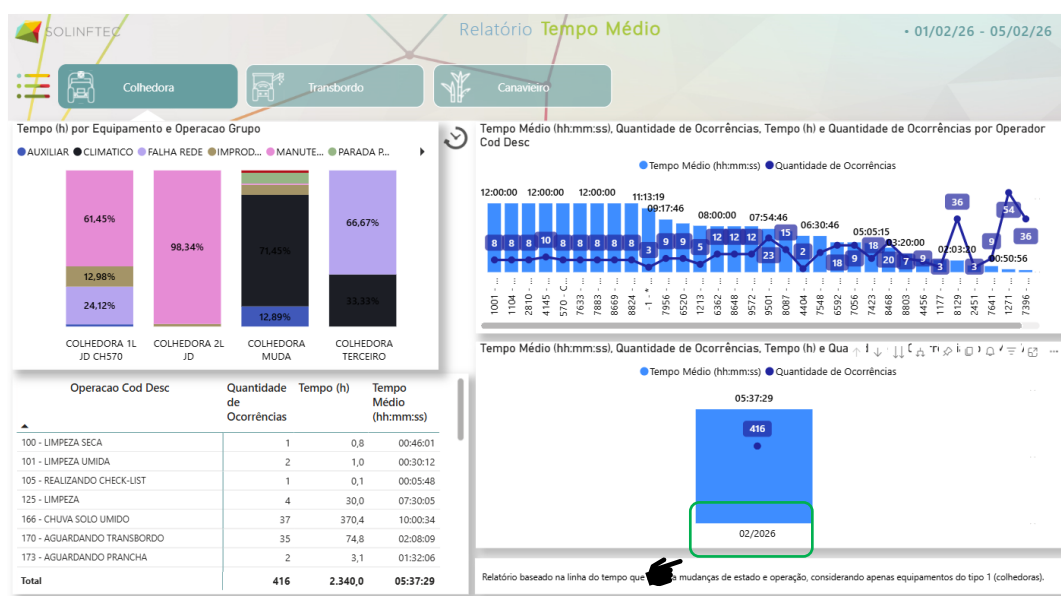 SOLINFTEC
Relatório Tempo Médio
• 01/02/26 - 05/02/26
Colhedora
Transbordo
Canavieiro
Tempo (h) por Equipamento e Operacao Grupo
AUXILIAR CLIMATICO FALHA REDE IMPROD... MANUTE... PARADA P...
61,45%
12,98%
24,12%
98,34%
71,45%
12,89%
66,67%
33,33%
COLHEDORA 1L
JD CH570
COLHEDORA 2L
JD
COLHEDORA
MUDA
COLHEDORA
TERCEIRO
Tempo Médio (hh:mm:ss), Quantidade de Ocorrências, Tempo (h) e Quantidade de Ocorrências por Operador
Cod Desc
Tempo Médio (hh:mm:ss) Quantidade de Ocorrências
12:00:00 12:00:00 12:00:00 11:13:19
09:17:46 08:00:00 07:54:46 06:30:46 05:05:15 03:20:00 02:03:20 00:50:56
8 8 8 10 8 8 8 8 8 3 9 9 5 12 12 12 23 15 2 18 9 18 20 7 9 3 36 3 9 54 36
1001 - ...
1104 - ...
2810 - ...
4145 - ...
570 - C...
7633 - ...
7883 - ...
8669 - ...
8824 - ...
-1 - *
7956 - ...
6520 - ...
1213 - ...
6362 - ...
8648 - ...
9572 - ...
9501 - ...
8087 - ...
4404 - ...
7548 - ...
6592 - ...
7056 - ...
7423 - ...
8468 - ...
8803 - ...
4456 - ...
1177 - ...
8129 - ...
2451 - ...
7641 - ...
1271 - ...
7396 - ...
Tempo Médio (hh:mm:ss), Quantidade de Ocorrências, Tempo (h) e Qua
Tempo Médio (hh:mm:ss) Quantidade de Ocorrências
05:37:29
416
02/2026
Operacao Cod Desc Quantidade de Ocorrências Tempo (h) Tempo Médio (hh:mm:ss)
100 - LIMPEZA SECA 1 0,8 00:46:01
101 - LIMPEZA UMIDA 2 1,0 00:30:12
105 - REALIZANDO CHECK-LIST 1 0,1 00:05:48
125 - LIMPEZA 4 30,0 07:30:05
166 - CHUVA SOLO UMIDO 37 370,4 10:00:34
170 - AGUARDANDO TRANSBORDO 35 74,8 02:08:09
173 - AGUARDANDO PRANCHA 2 3,1 01:32:06
Total 416 2.340,0 05:37:29
Relatório baseado na linha do tempo que mudanças de estado e operação, considerando apenas equipamentos do tipo 1 (colhedoras).